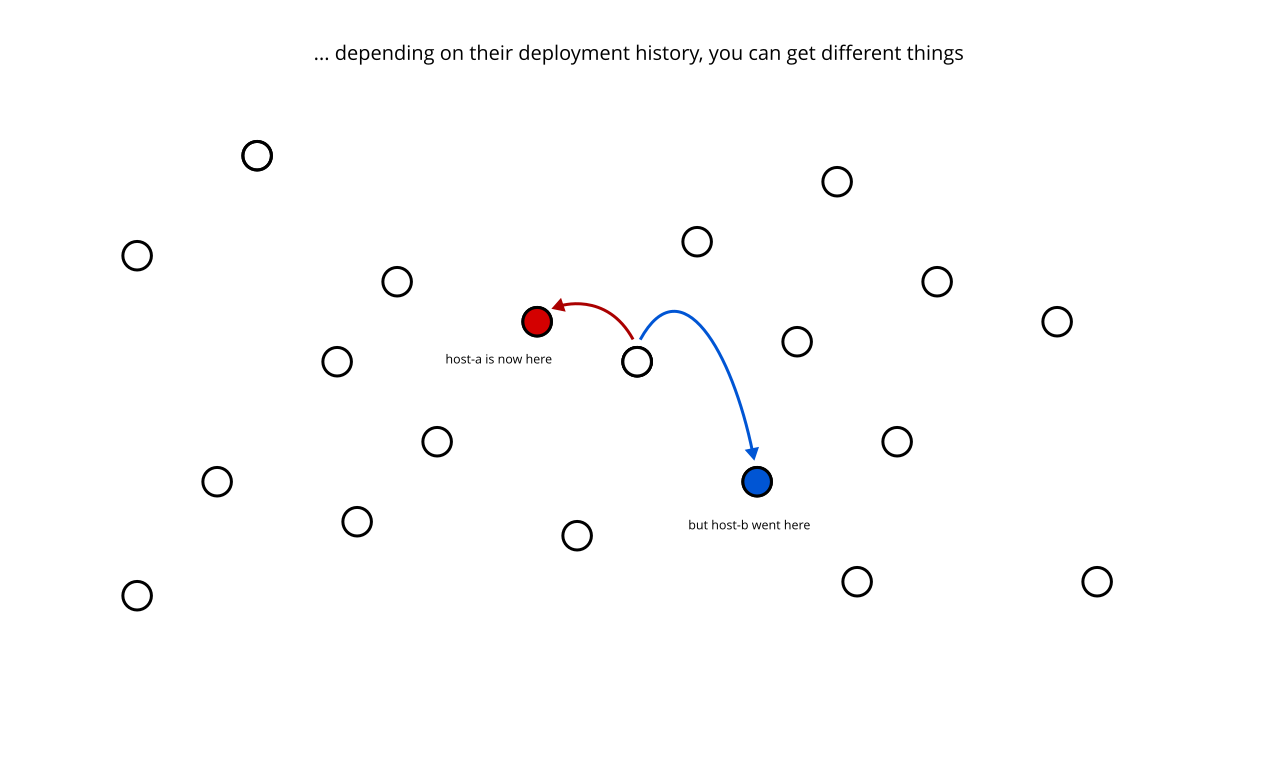 ... depending on their deployment history, you can get different things
host-a is now here
but host-b went here